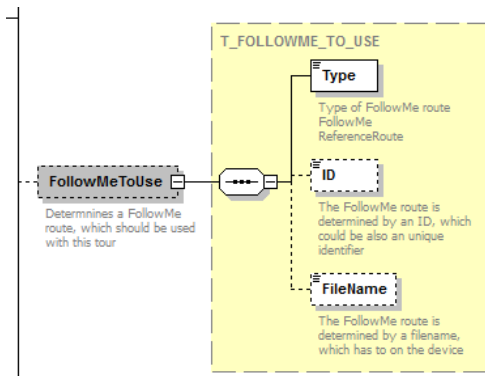 T_FOLLOWME_TO_USE
Type
Type of FollowMe route
FollowMe
ReferenceRoute
FollowMeToUse
Determnines a FollowMe
route, which should be used
with this tour
ID
The FollowMe route is
determined by an ID, which
could be also an unique
identifier
FileName
The FollowMe route is
determined by a filename,
which has to on the device